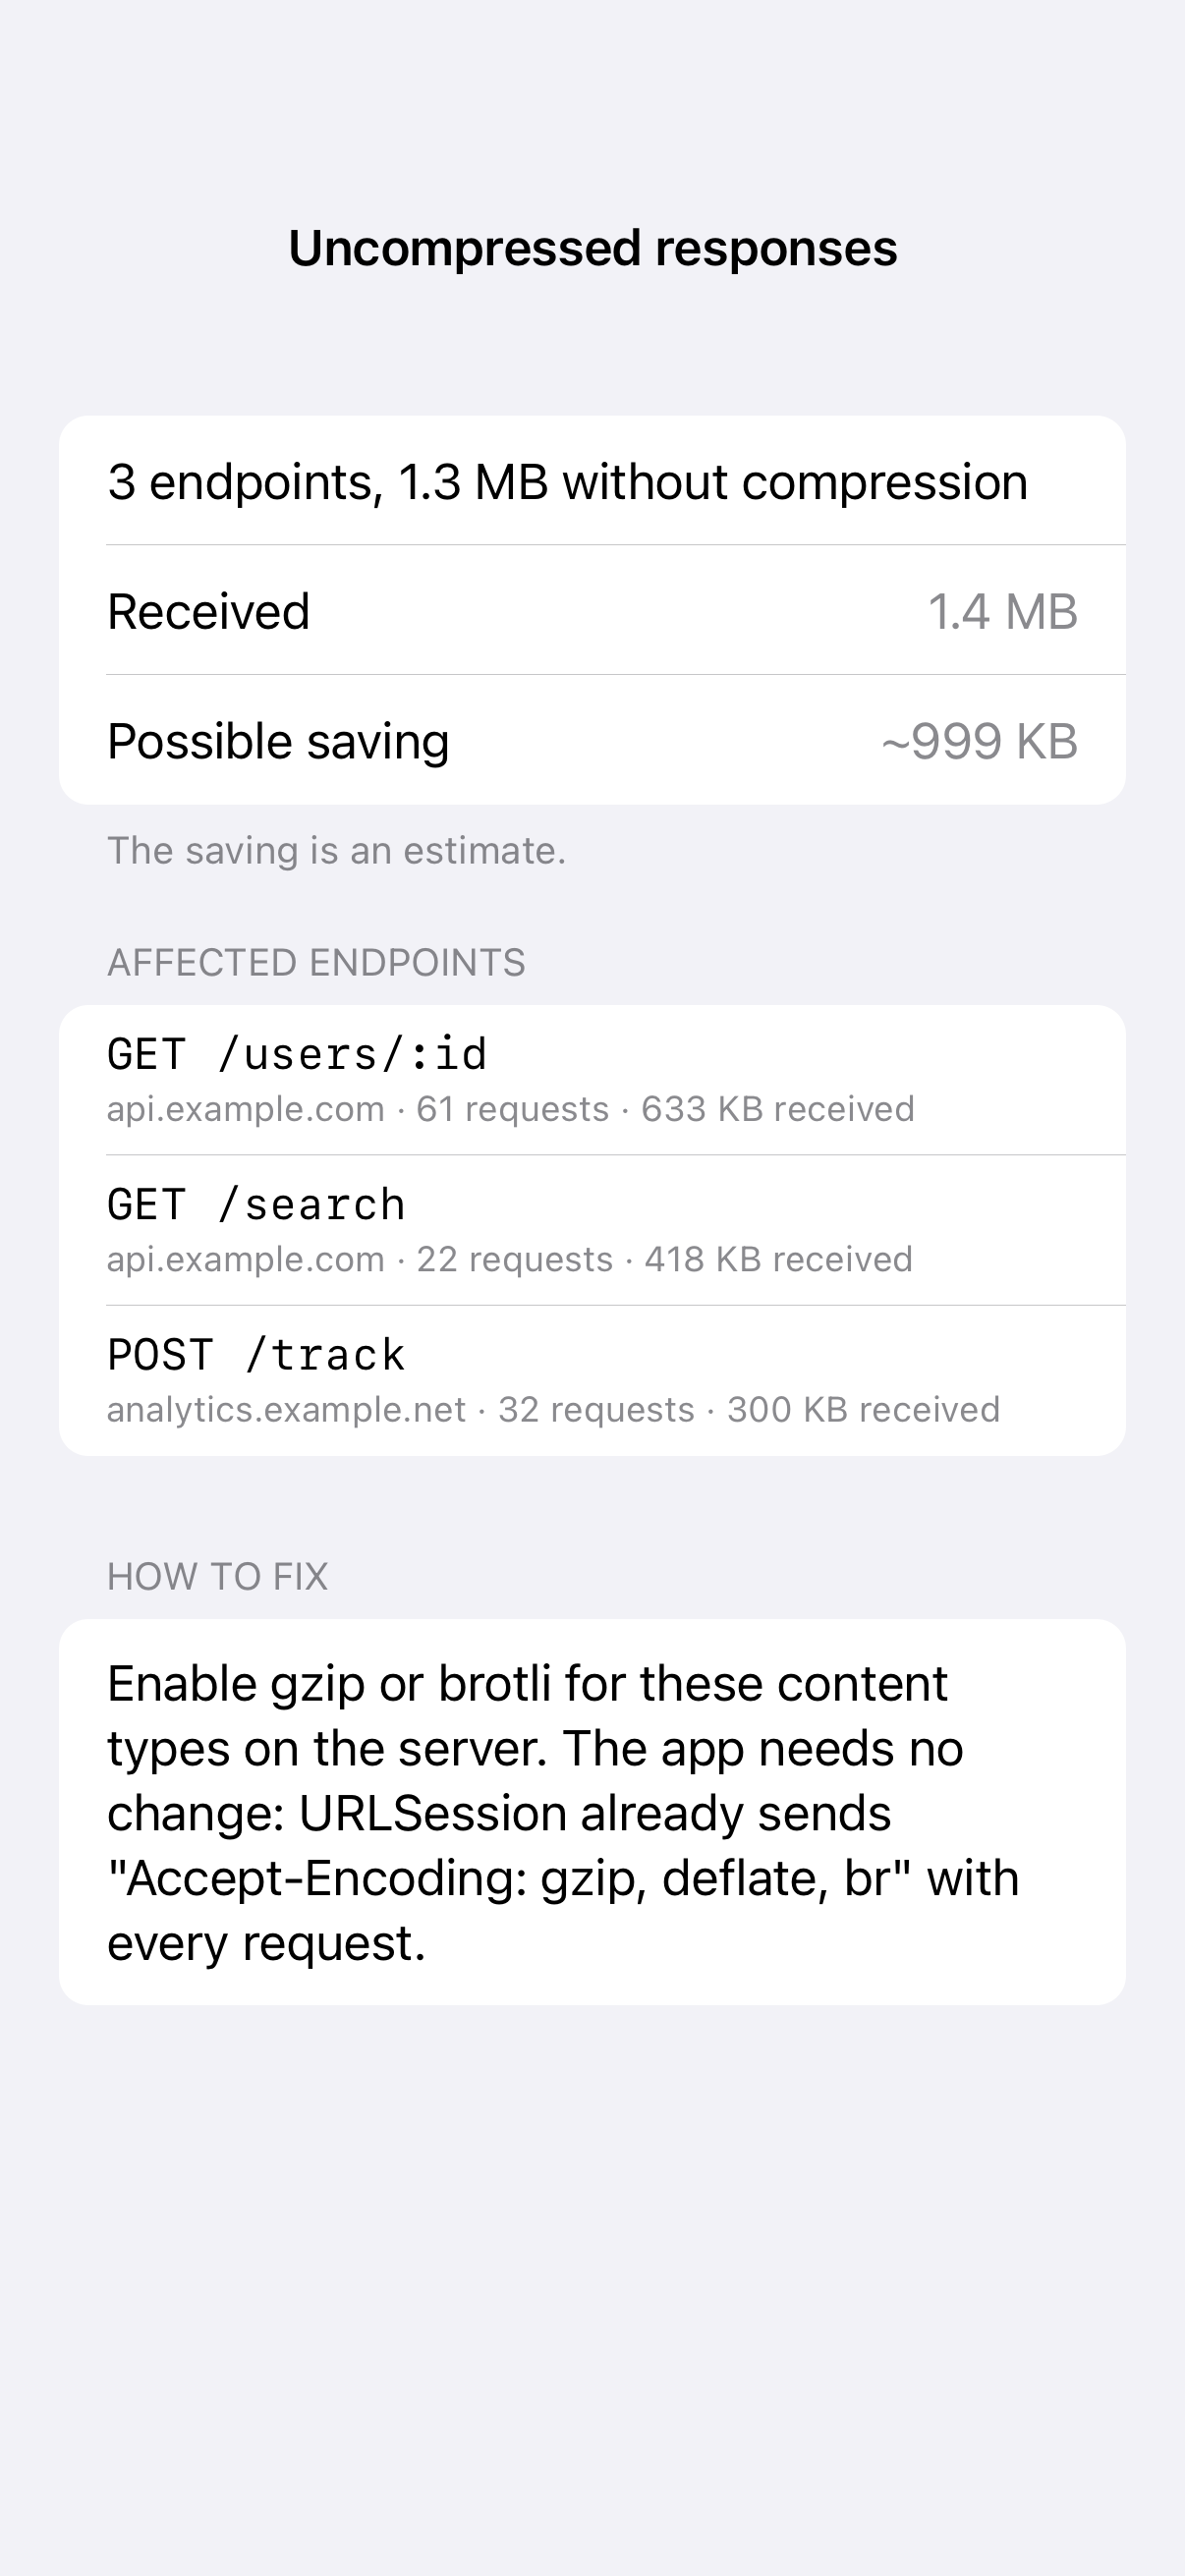 Uncompressed responses
3 endpoints, 1.3 MB without compression
Received 1.4 MB
Possible saving ~999 KB
The saving is an estimate.
AFFECTED ENDPOINTS
GET /users/:id
api.example.com · 61 requests · 633 KB received
GET /search
api.example.com · 22 requests · 418 KB received
POST /track
analytics.example.net · 32 requests · 300 KB received
HOW TO FIX
Enable gzip or brotli for these content
types on the server. The app needs no
change: URLSession already sends
"Accept-Encoding: gzip, deflate, br" with
every request.